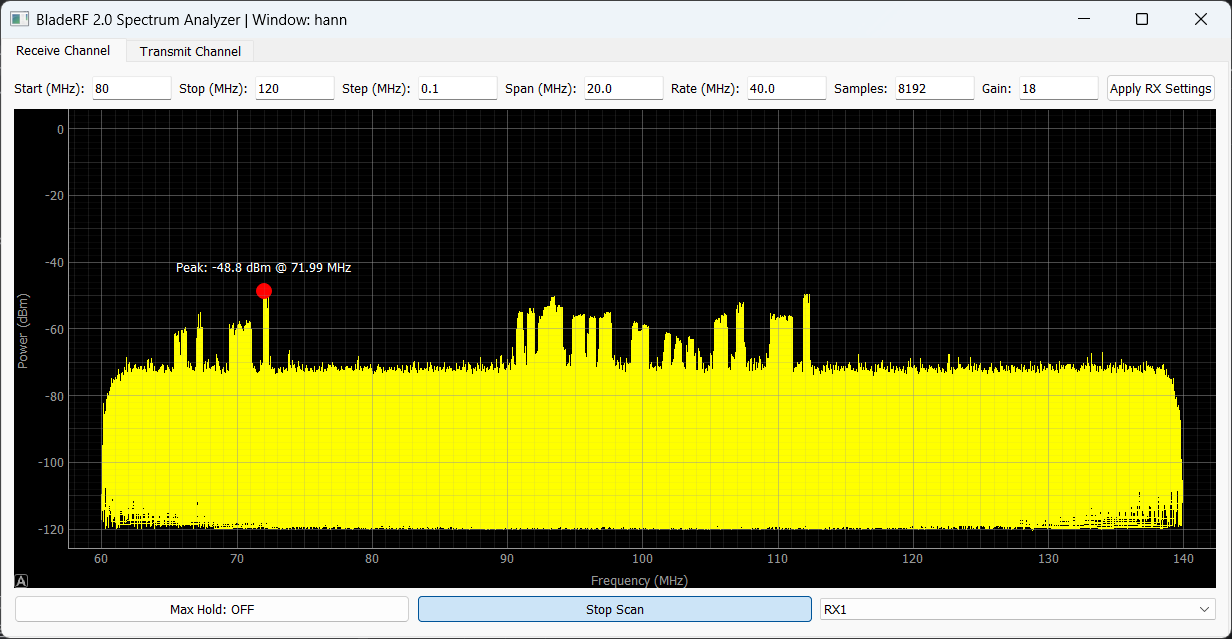 BladeRF 2.0 Spectrum Analyzer | Window: hann
Receive Channel Transmit Channel
Start (MHz): 80 Stop (MHz): 120 Step (MHz): 0.1 Span (MHz): 20.0 Rate (MHz): 40.0 Samples: 8192 Gain: 18 Apply RX Settings
0
-20
-40
Peak: -48.8 dBm @ 71.99 MHz
-60
Power (dBm)
-80
-100
-120
60 70 80 90 100 110 120 130 140
A Frequency (MHz)
Max Hold: OFF Stop Scan RX1